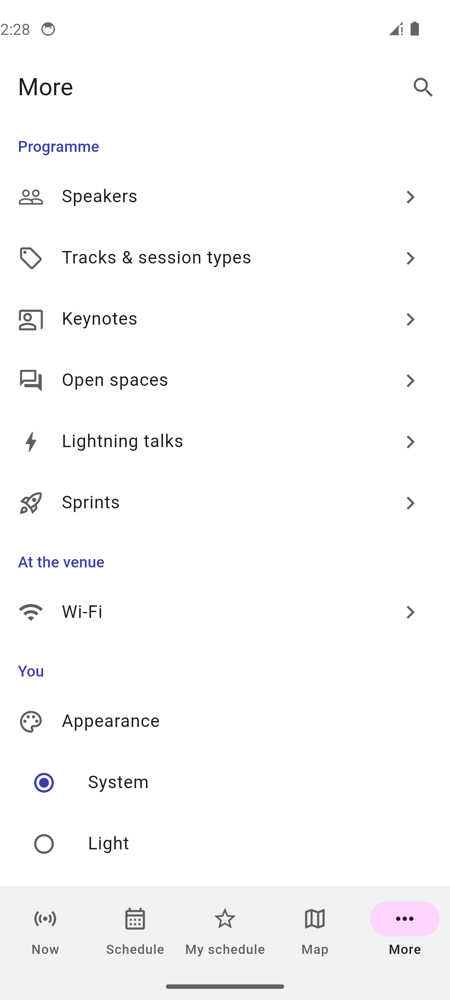 2:28
More
Programme
Speakers
Tracks & session types
Keynotes
Open spaces
Lightning talks
Sprints
At the venue
Wi-Fi
You
Appearance
System
Light
Now
Schedule
My schedule
Map
More